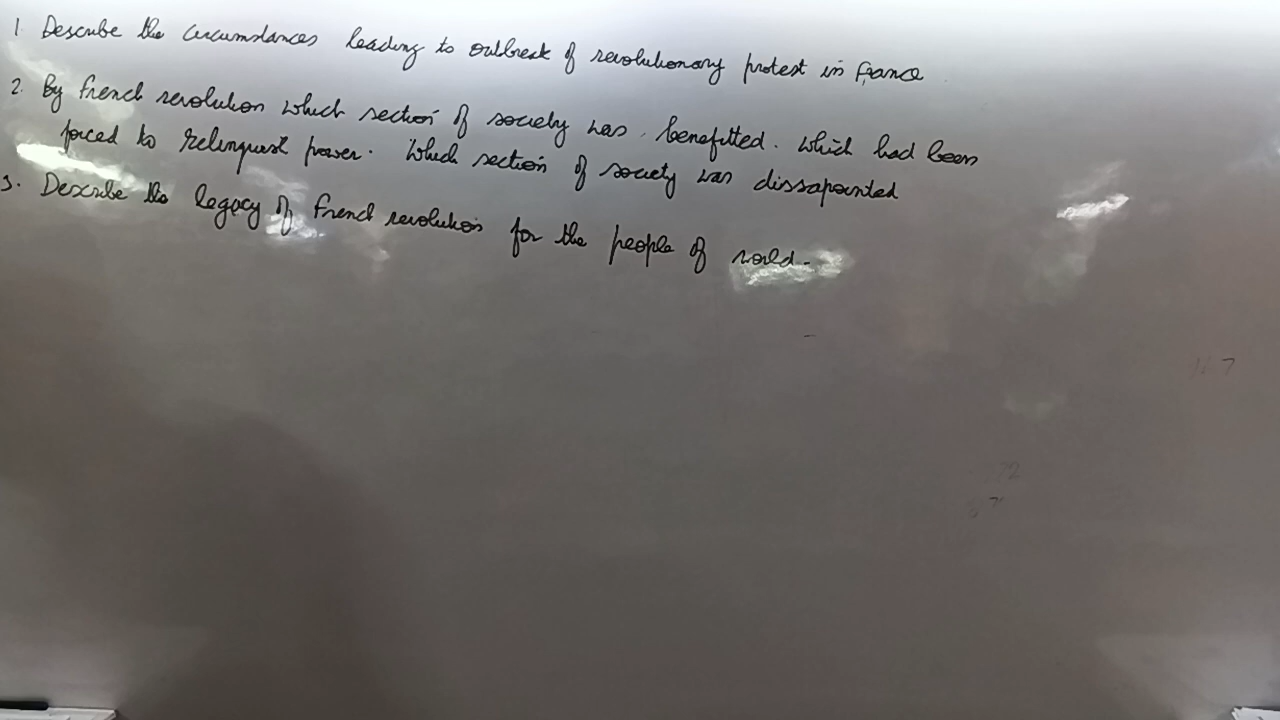 1. Describe the circumstances leading to outbreak of revolutionary protest in France
2. By french revolution which section of society was benefitted. Which had been
forced to relinquest power. Which section of society was dissapointed
3. Describe the legacy of french revolution for the people of world.